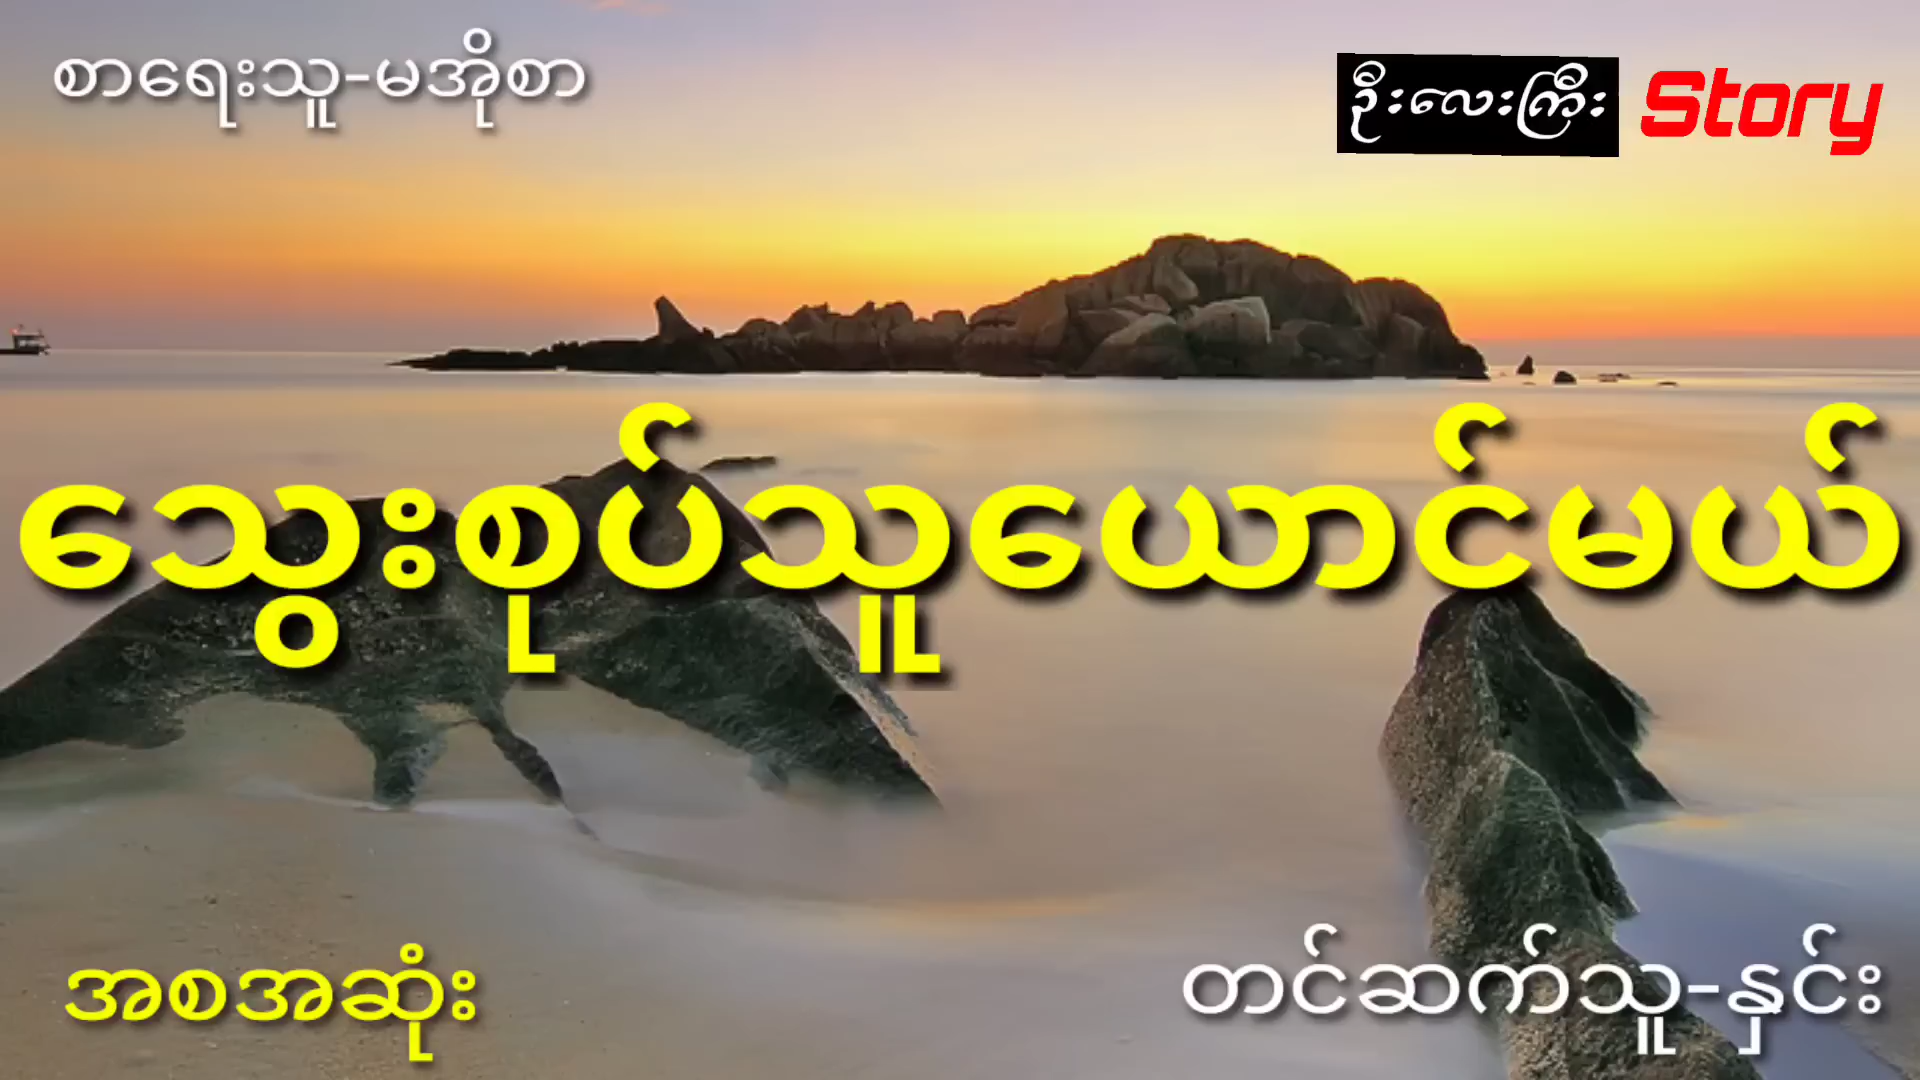 စာရေးသူ-မအိုစာ
ဦးလေးကြီး Story
သွေးစုပ်သူယောင်မယ်
အစအဆုံး
တင်ဆက်သူ-နှင်း